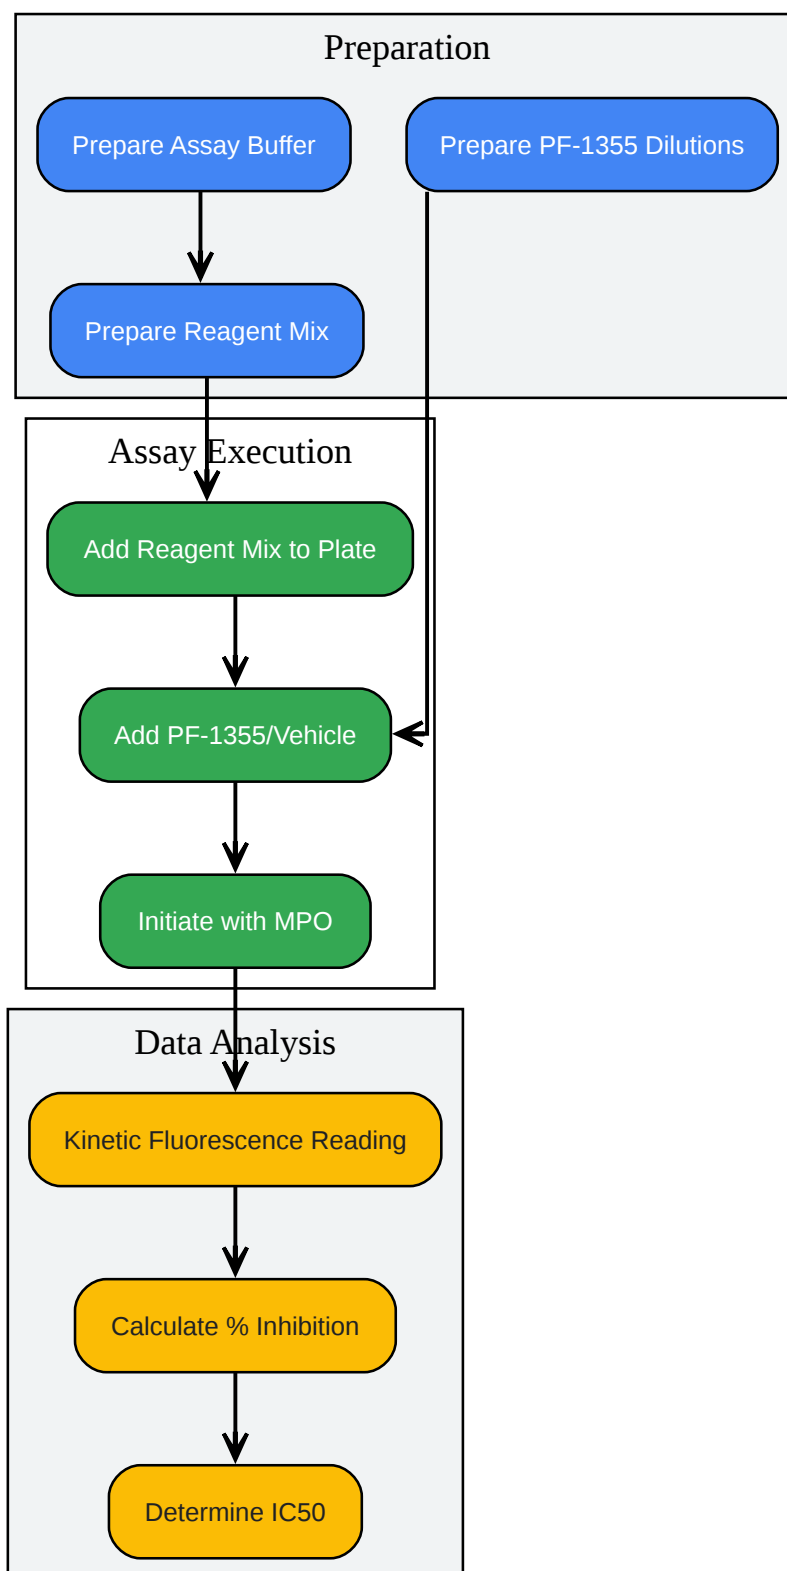 Preparation
Prepare Assay Buffer
Prepare PF-1355 Dilutions
Prepare Reagent Mix
Assay Execution
Add Reagent Mix to Plate
Add PF-1355/Vehicle
Initiate with MPO
Data Analysis
Kinetic Fluorescence Reading
Calculate % Inhibition
Determine IC50